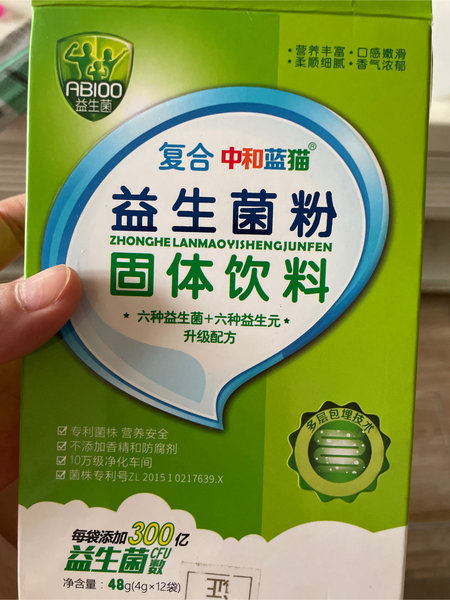 AB100
益生菌
·营养丰富·口感嫩滑
·柔顺细腻·香气浓郁
复合 中和蓝猫®
益生菌粉
ZHONGHELANMAOYISHENGJUNFEN
固体饮料
★六种益生菌+六种益生元★
升级配方
多层包埋技术
专利菌株 营养安全
不添加香精和防腐剂
10万级净化车间
菌株专利号ZL 2015 1 0217639.X
每袋添加300亿
益生菌CFU数
净含量：48g(4g×12袋)